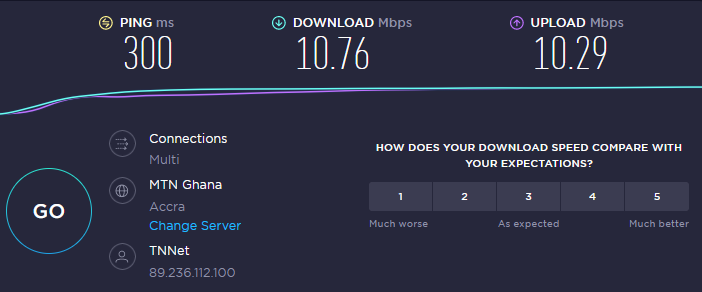 PING ms
DOWNLOAD Mbps
UPLOAD Mbps
300
10.76
10.29
GO
Connections
Multi
MTN Ghana
Accra
Change Server
TNNet
89.236.112.100
HOW DOES YOUR DOWNLOAD SPEED COMPARE WITH
YOUR EXPECTATIONS?
1 2 3 4 5
Much worse As expected Much better